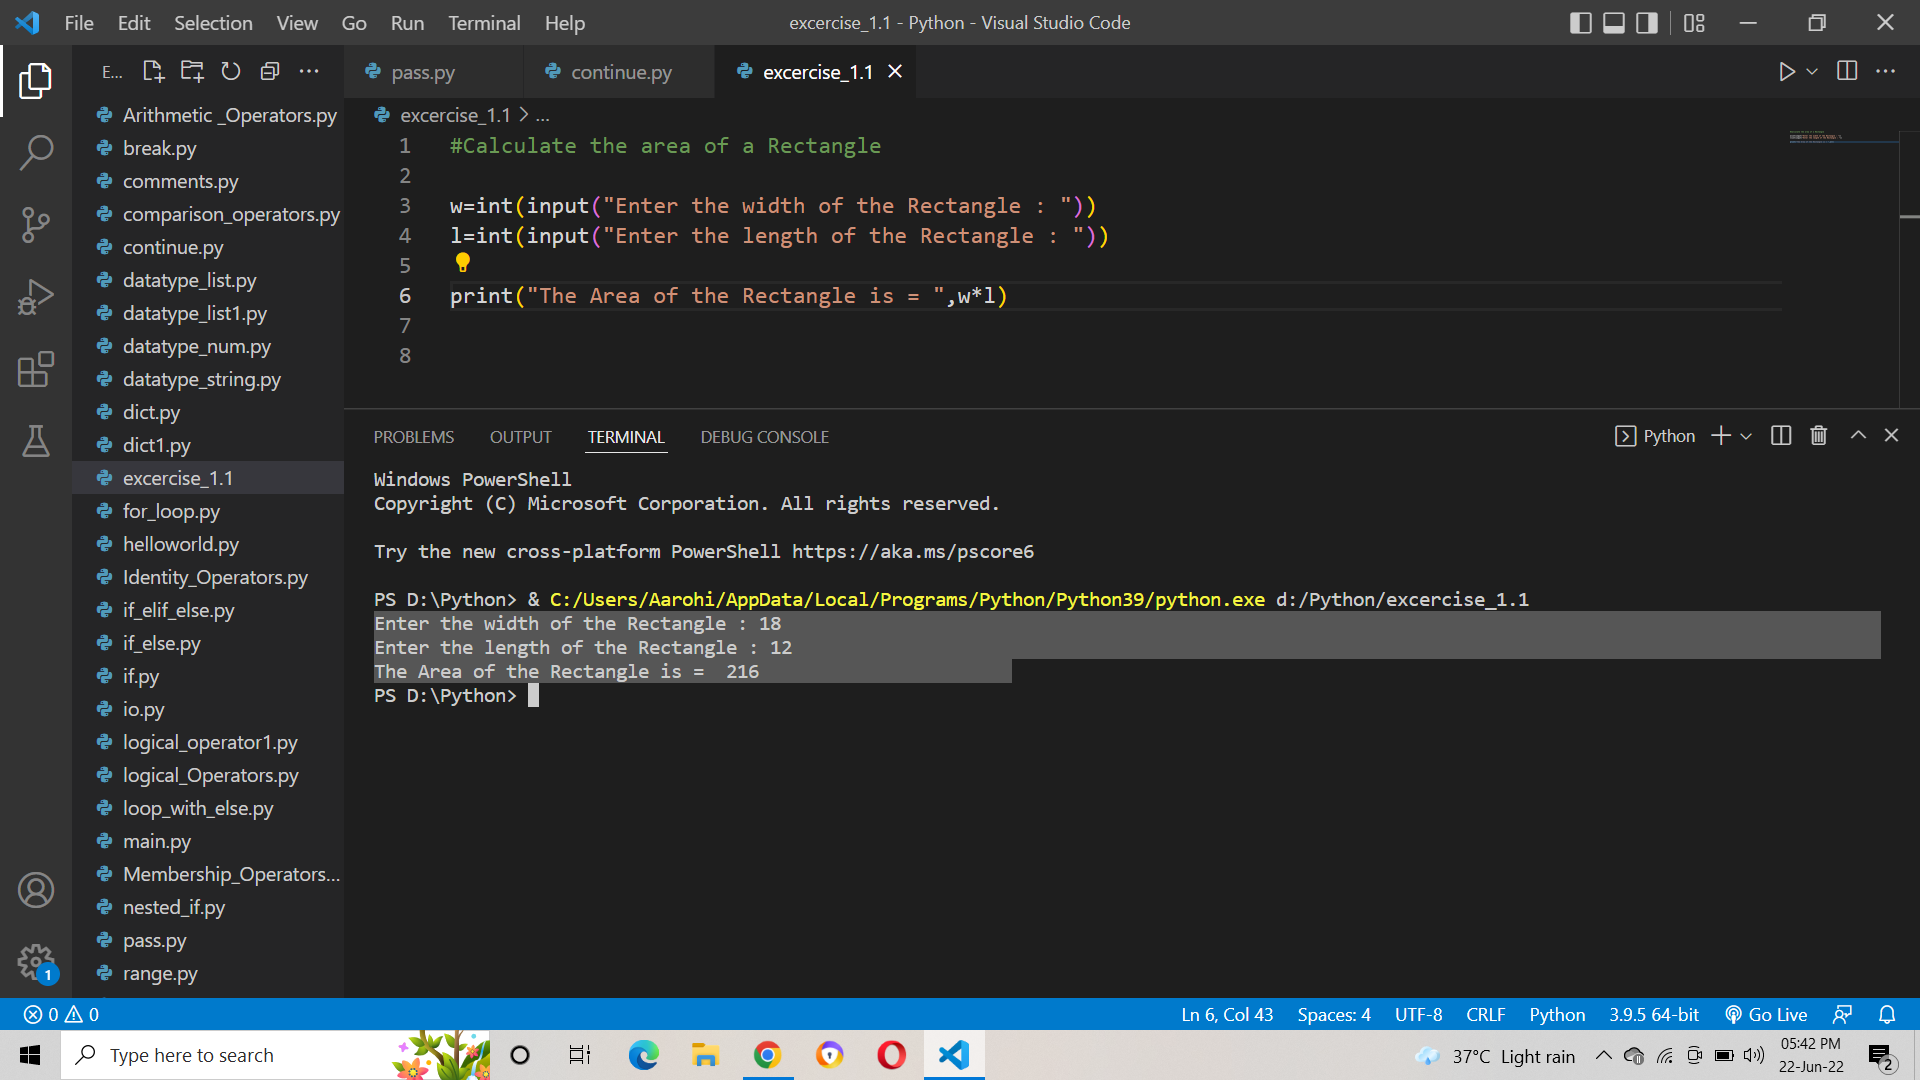 File Edit Selection View Go Run Terminal Help
excercise_1.1 - Python - Visual Studio Code
E...
pass.py
continue.py
excercise_1.1
Arithmetic _Operators.py
break.py
comments.py
comparison_operators.py
continue.py
datatype_list.py
datatype_list1.py
datatype_num.py
datatype_string.py
dict.py
dict1.py
excercise_1.1
for_loop.py
helloworld.py
Identity_Operators.py
if_elif_else.py
if_else.py
if.py
io.py
logical_operator1.py
logical_Operators.py
loop_with_else.py
main.py
Membership_Operators...
nested_if.py
pass.py
range.py
1
excercise_1.1 > ...
1 #Calculate the area of a Rectangle
2
3 w=int(input("Enter the width of the Rectangle : "))
4 l=int(input("Enter the length of the Rectangle : "))
5
6 print("The Area of the Rectangle is = ",w*l)
7
8
PROBLEMS OUTPUT TERMINAL DEBUG CONSOLE
Python
Windows PowerShell
Copyright (C) Microsoft Corporation. All rights reserved.
Try the new cross-platform PowerShell https://aka.ms/pscore6
PS D:\Python> & C:/Users/Aarohi/AppData/Local/Programs/Python/Python39/python.exe d:/Python/excercise_1.1
Enter the width of the Rectangle : 18
Enter the length of the Rectangle : 12
The Area of the Rectangle is =  216
PS D:\Python>
0 0
Ln 6, Col 43 Spaces: 4 UTF-8 CRLF Python 3.9.5 64-bit Go Live
Type here to search
37°C Light rain
05:42 PM
22-Jun-22
2